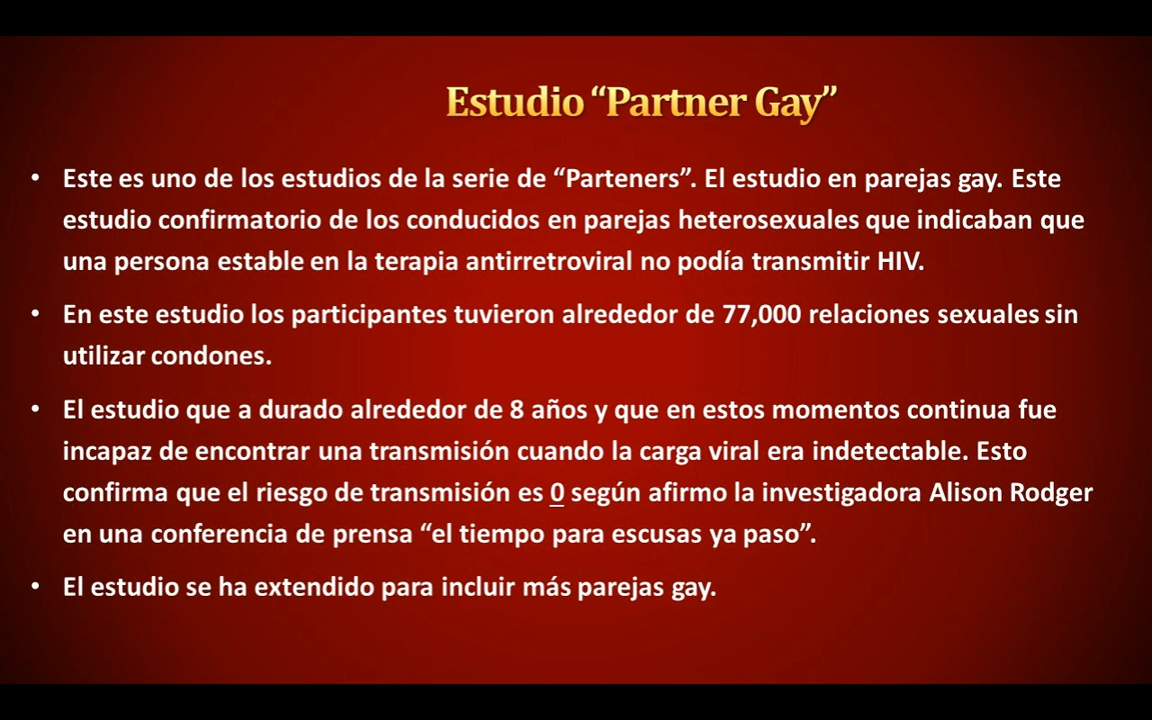 Estudio “Partner Gay”
• Este es uno de los estudios de la serie de “Parteners”. El estudio en parejas gay. Este
estudio confirmatorio de los conducidos en parejas heterosexuales que indicaban que
una persona estable en la terapia antirretroviral no podía transmitir HIV.
• En este estudio los participantes tuvieron alrededor de 77,000 relaciones sexuales sin
utilizar condones.
• El estudio que a durado alrededor de 8 años y que en estos momentos continua fue
incapaz de encontrar una transmisión cuando la carga viral era indetectable. Esto
confirma que el riesgo de transmisión es 0 según afirmo la investigadora Alison Rodger
en una conferencia de prensa “el tiempo para escusas ya paso”.
• El estudio se ha extendido para incluir más parejas gay.